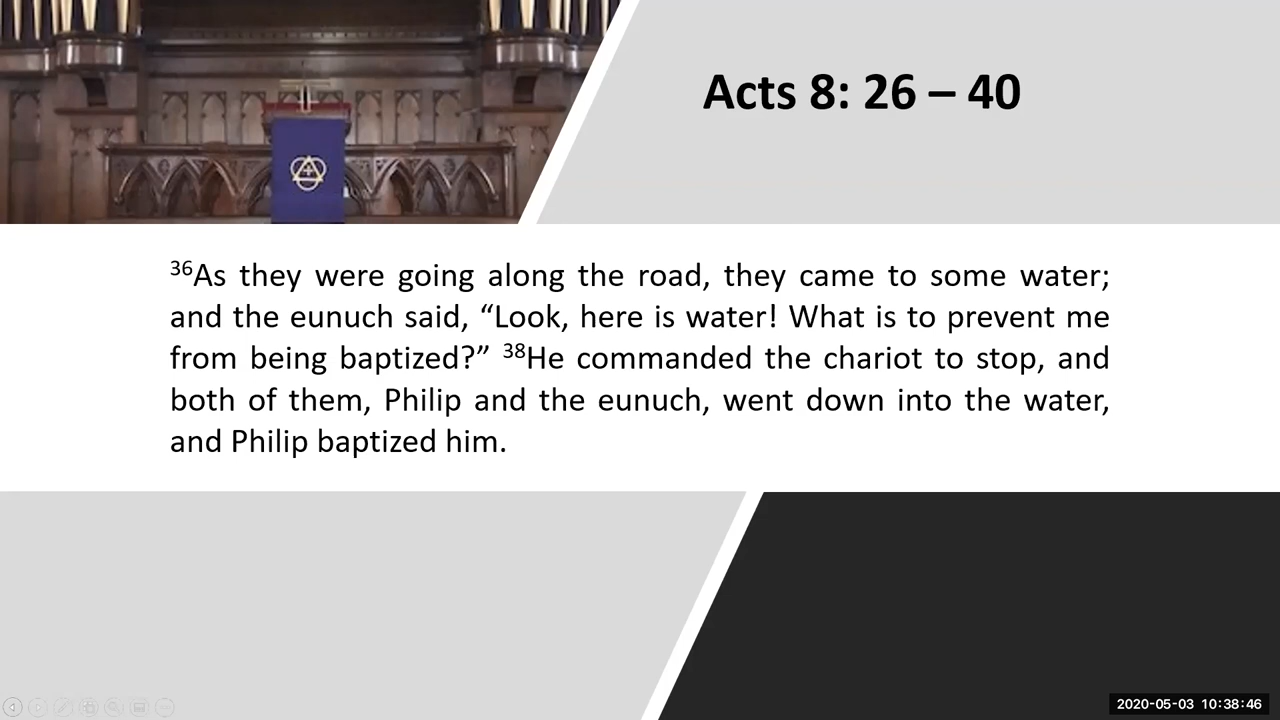 Acts 8: 26 – 40
³⁶As they were going along the road, they came to some water;
and the eunuch said, “Look, here is water! What is to prevent me
from being baptized?” ³⁸He commanded the chariot to stop, and
both of them, Philip and the eunuch, went down into the water,
and Philip baptized him.
2020-05-03 10:38:46